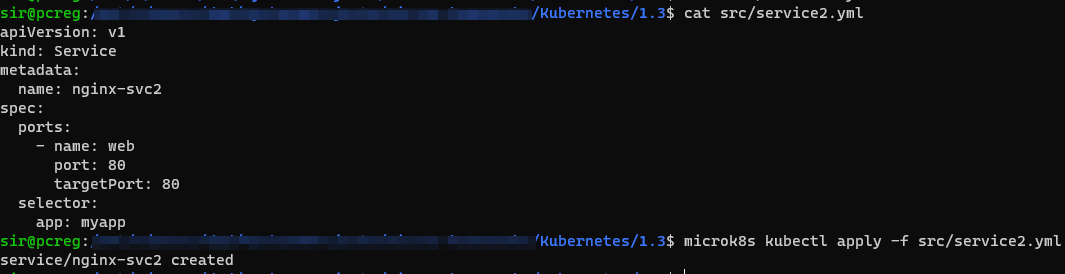 sir@pcreg:/Kubernetes/1.3$ cat src/service2.yml
apiVersion: v1
kind: Service
metadata:
  name: nginx-svc2
spec:
  ports:
    - name: web
      port: 80
      targetPort: 80
  selector:
    app: myapp
sir@pcreg:/Kubernetes/1.3$ microk8s kubectl apply -f src/service2.yml
service/nginx-svc2 created